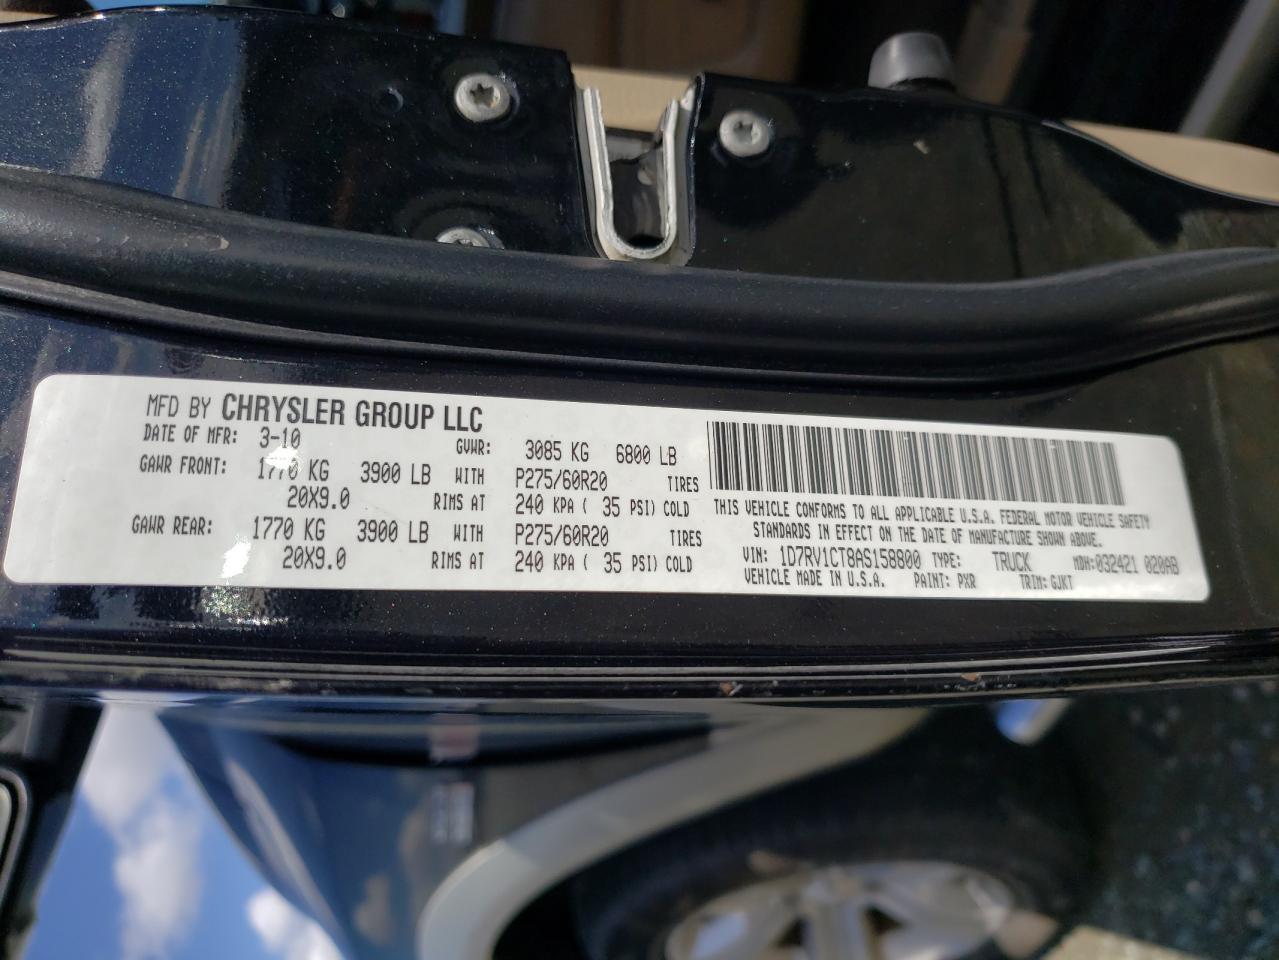 MFD BY CHRYSLER GROUP LLC
DATE OF MFR: 3-10 GVWR: 3085 KG 6800 LB
GAWR FRONT: 1770 KG 3900 LB WITH P275/60R20 TIRES
20X9.0 RIMS AT 240 KPA ( 35 PSI) COLD
GAWR REAR: 1770 KG 3900 LB WITH P275/60R20 TIRES
20X9.0 RIMS AT 240 KPA ( 35 PSI) COLD
THIS VEHICLE CONFORMS TO ALL APPLICABLE U.S.A. FEDERAL MOTOR VEHICLE SAFETY
STANDARDS IN EFFECT ON THE DATE OF MANUFACTURE SHOWN ABOVE.
VIN: 1D7RV1CT8AS158800 TYPE: TRUCK MDH:032421 020AB
VEHICLE MADE IN U.S.A. PAINT: PXR TRIM: GJKT